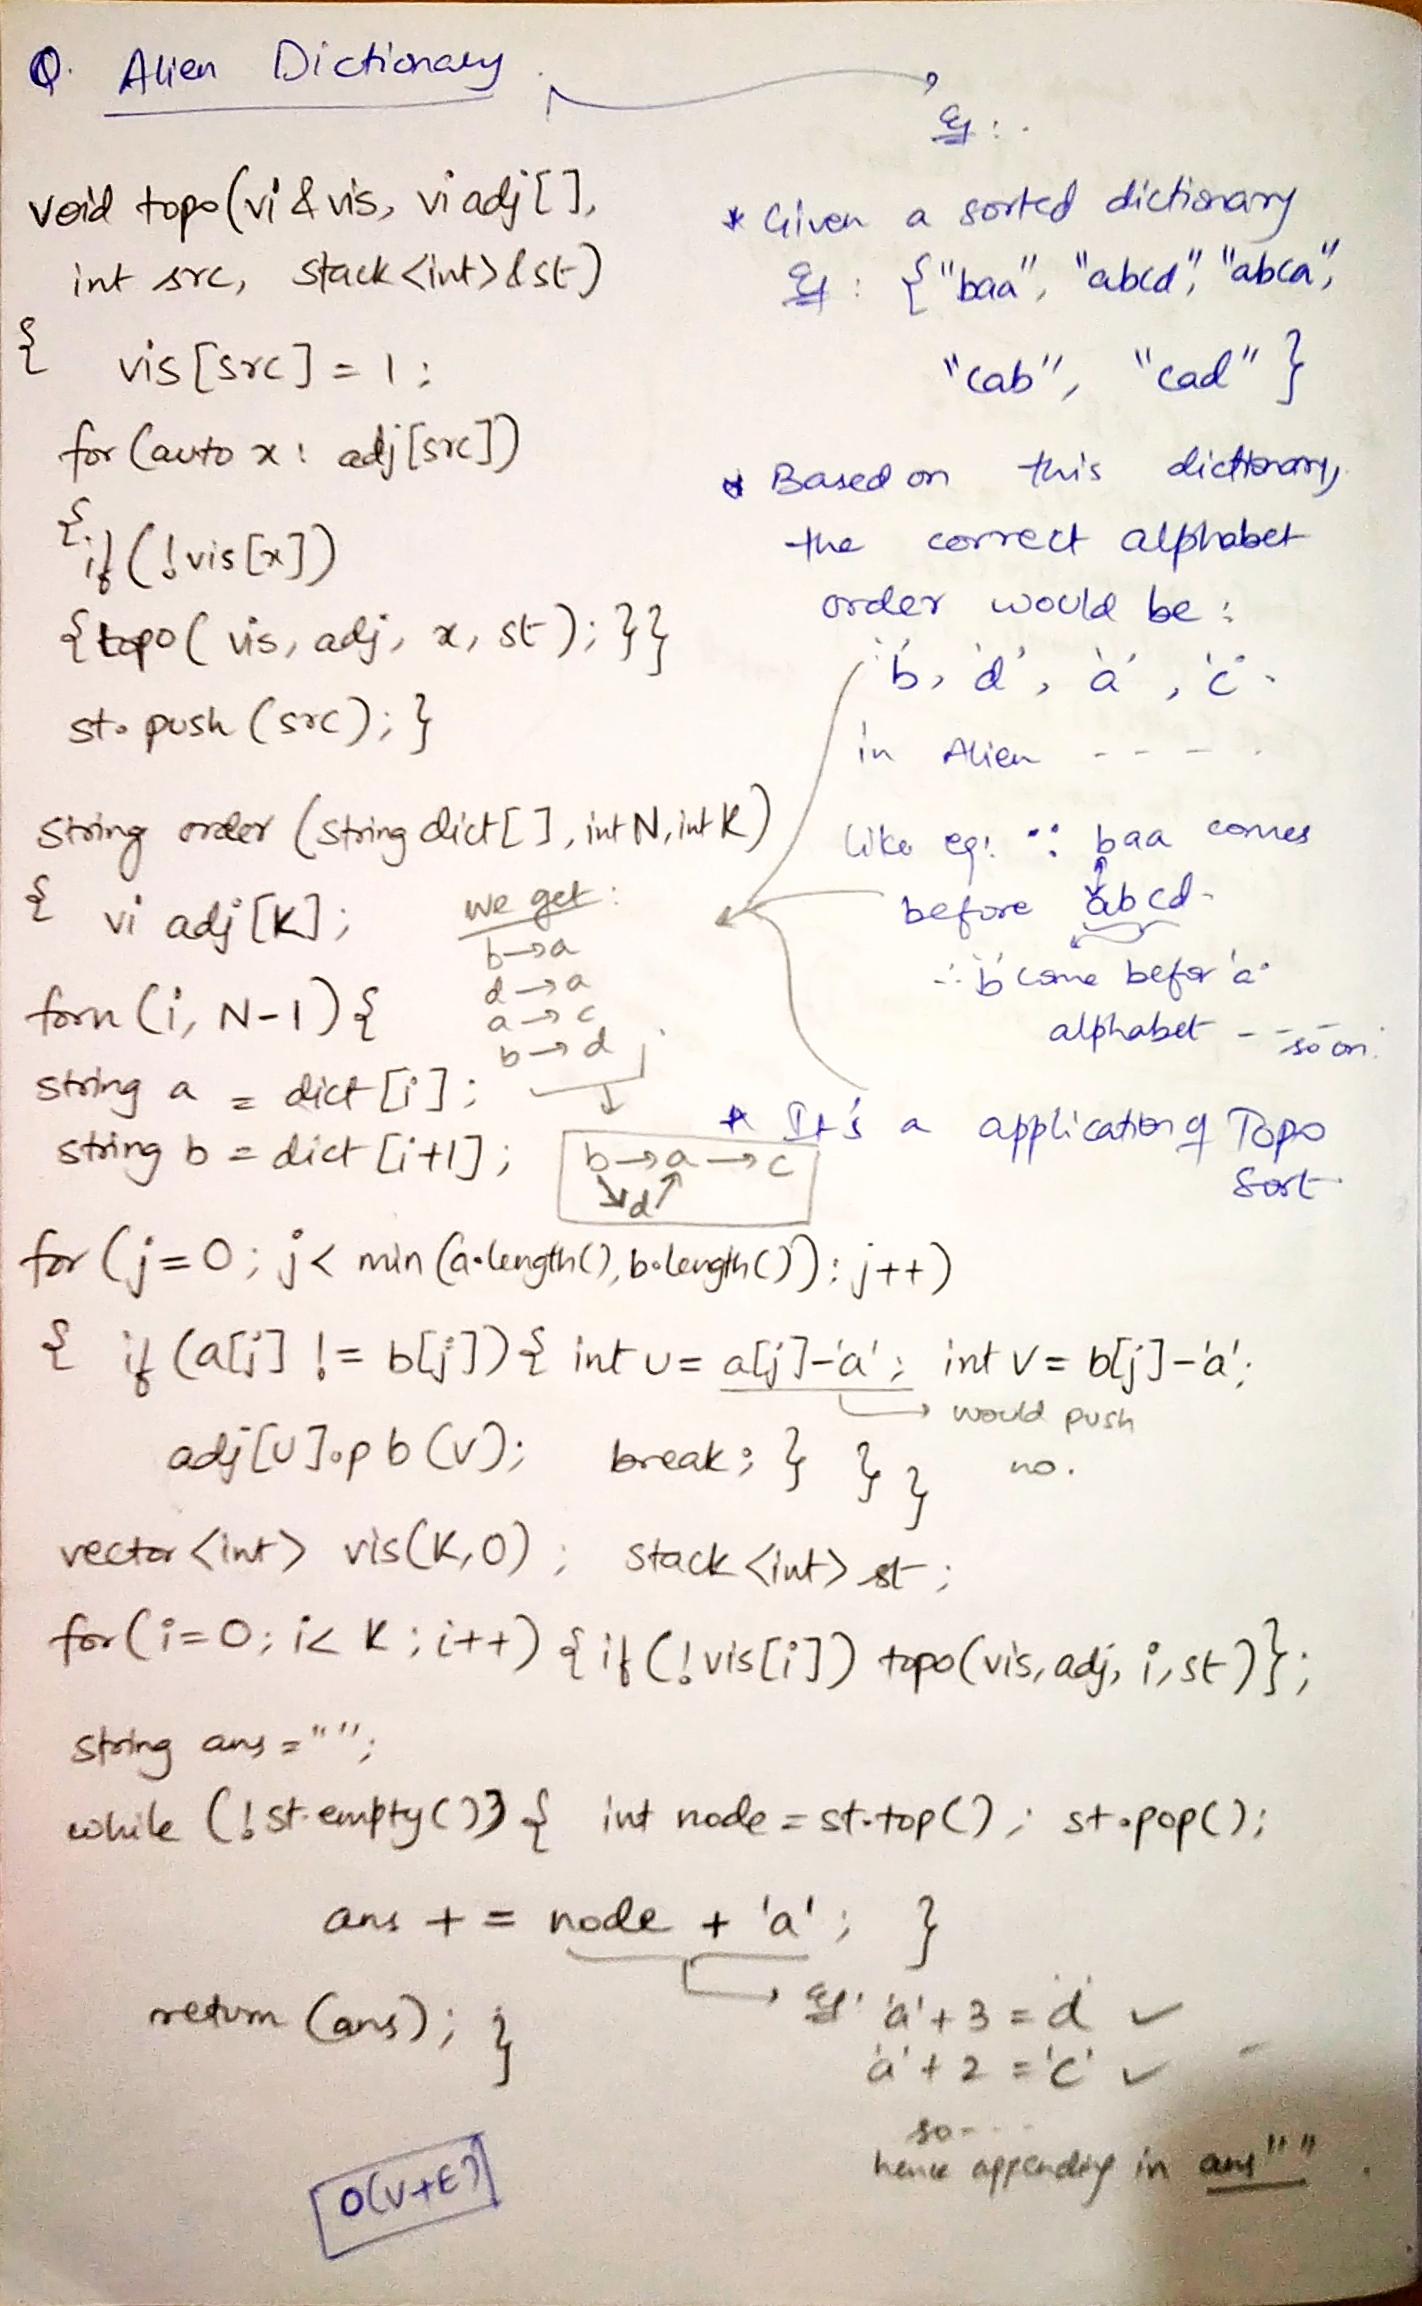 Q. Alien Dictionary
Eg :
void topo(vi &vis, vi adj[],
int src, stack<int>&st)
{ vis[src] = 1;
for (auto x : adj[src])
{ if (!vis[x])
{topo( vis, adj, x, st); }}
st.push (src); }
* Given a sorted dictionary
Eg : {"baa", "abcd", "abca",
"cab", "cad" }
* Based on this dictionary,
the correct alphabet
order would be :
'b, 'd', 'a', 'c'
in Alien - - - -
like eg: ∵ baa comes
before abcd
∴ b come befor 'a'
alphabet - - so on.
* It's a application of Topo
Sort
string order (string dict[], int N, int K)
{ vi adj[K];
we get :
b→a
d→a
a→c
b→d
b→a→c
d
forn (i, N-1) {
string a = dict [i];
string b = dict [i+1];
for (j=0; j< min (a.length(), b.length()); j++)
{ if (a[j] != b[j]) { int u= a[j]-'a'; int v= b[j]-'a';
would push
no.
adj[u].pb(v); break; } } }
vector<int> vis(K,0); stack<int> st;
for(i=0; i< K; i++) {if (!vis[i]) topo(vis, adj, i, st)};
string ans = "";
while (!st.empty()) { int node = st.top(); st.pop();
ans += node + 'a'; }
Eg: 'a'+3 = 'd' ✓
'a'+2 = 'c' ✓
so - - -
hence appending in ans ""
return (ans); }
O(V+E)